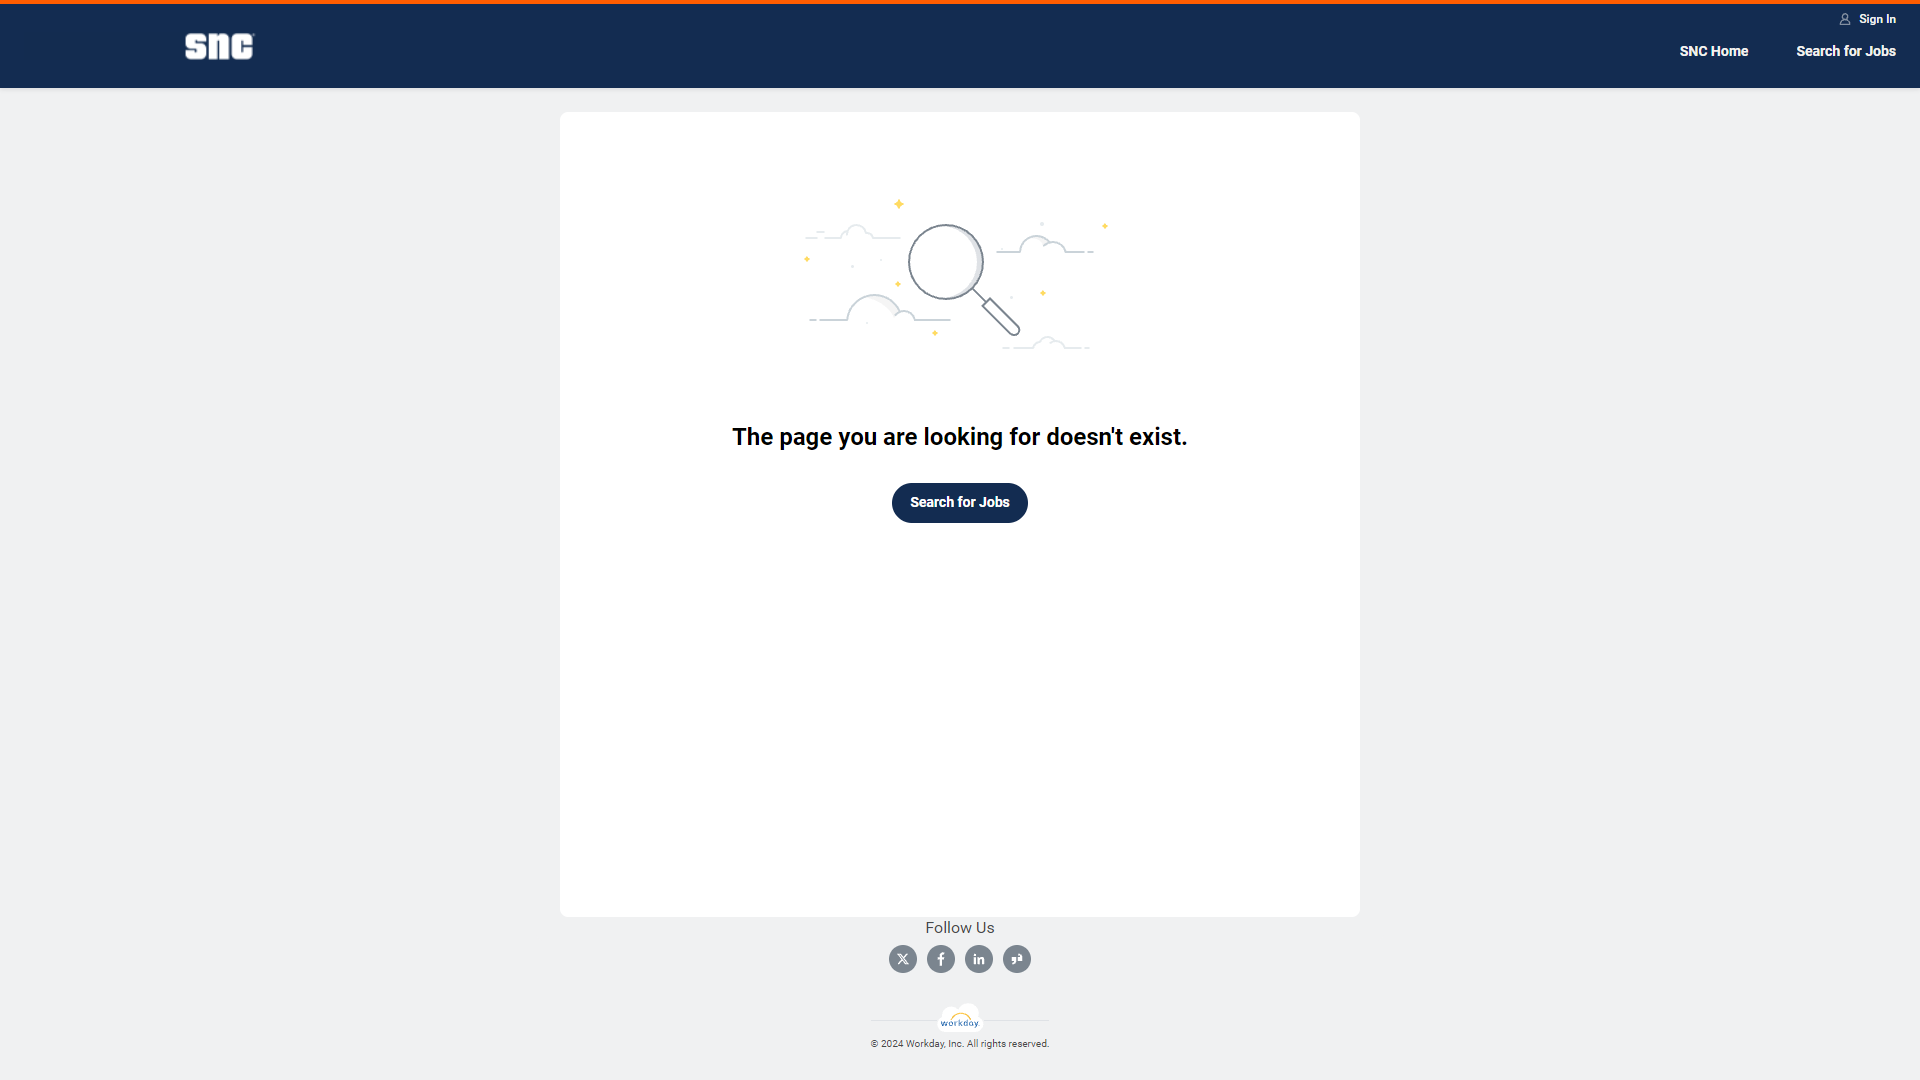 Sign In
snc
SNC Home
Search for Jobs
The page you are looking for doesn't exist.
Search for Jobs
Follow Us
workday.
© 2024 Workday, Inc. All rights reserved.